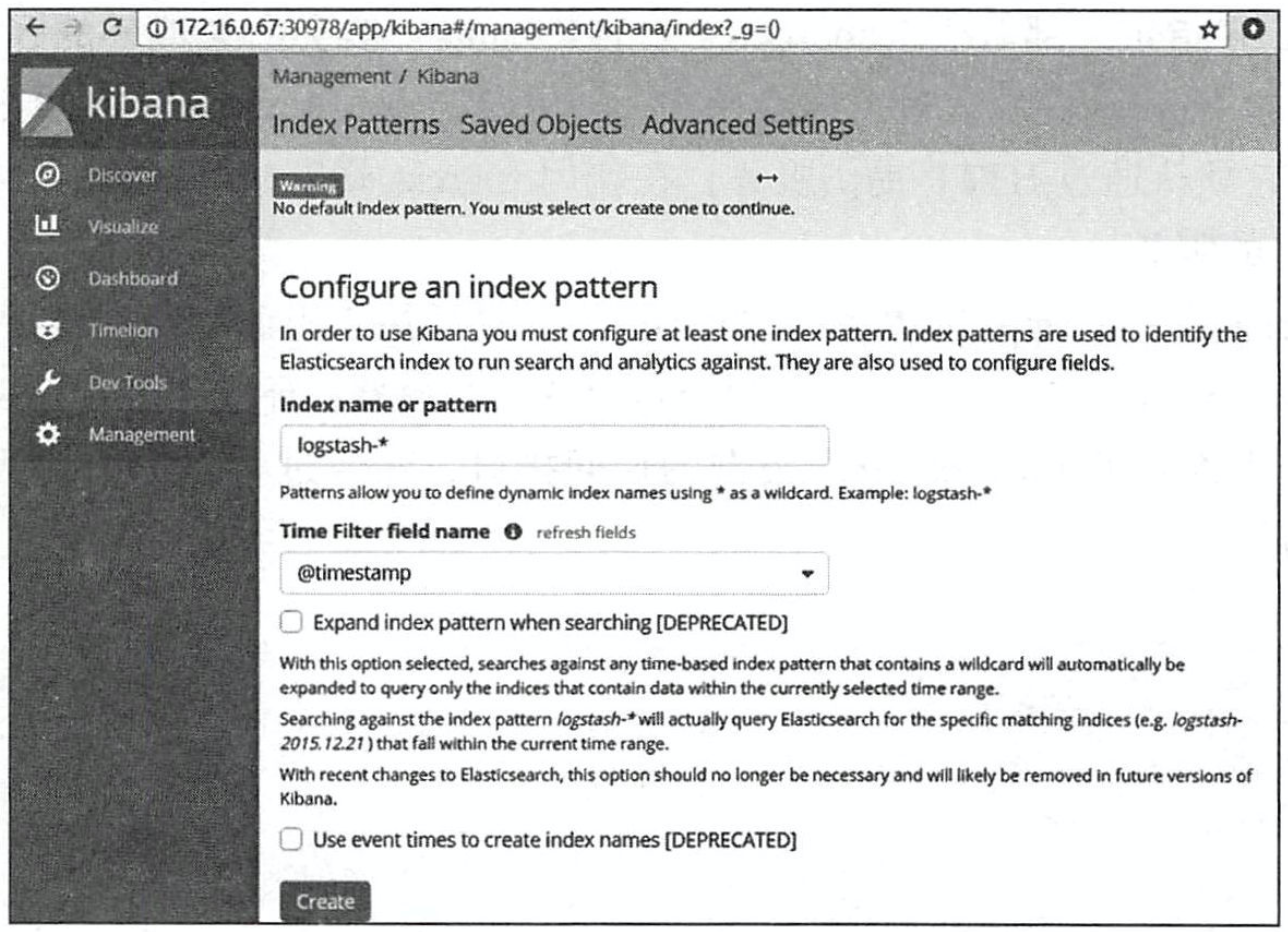 172.16.0.67:30978/app/kibana#/management/kibana/index?_g=()
kibana
Discover
Visualize
Dashboard
Timelion
Dev Tools
Management
Management / Kibana
Index Patterns Saved Objects Advanced Settings
Warning
No default index pattern. You must select or create one to continue.
Configure an index pattern
In order to use Kibana you must configure at least one index pattern. Index patterns are used to identify the
Elasticsearch index to run search and analytics against. They are also used to configure fields.
Index name or pattern
logstash-*
Patterns allow you to define dynamic index names using * as a wildcard. Example: logstash-*
Time Filter field name refresh fields
@timestamp
Expand index pattern when searching [DEPRECATED]
With this option selected, searches against any time-based index pattern that contains a wildcard will automatically be
expanded to query only the indices that contain data within the currently selected time range.
Searching against the index pattern logstash-* will actually query Elasticsearch for the specific matching indices (e.g. logstash-
2015.12.21 ) that fall within the current time range.
With recent changes to Elasticsearch, this option should no longer be necessary and will likely be removed in future versions of
Kibana.
Use event times to create index names [DEPRECATED]
Create